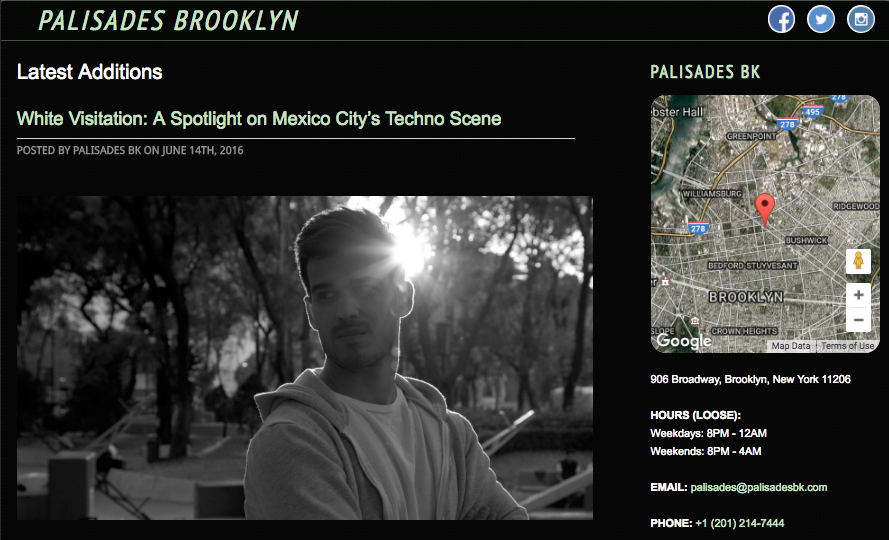 PALISADES BROOKLYN
Latest Additions
White Visitation: A Spotlight on Mexico City's Techno Scene
POSTED BY PALISADES BK ON JUNE 14TH, 2016
PALISADES BK
ebster Hall
278
495
GREENPOINT
278
WILLIAMSBURG
RIDGEWOOD
278
BUSHWICK
BEDFORD STUYVESANT
BROOKLYN
SLOPE
CROWN HEIGHTS
Google
Map Data
Terms of Use
906 Broadway, Brooklyn, New York 11206
HOURS (LOOSE):
Weekdays: 8PM - 12AM
Weekends: 8PM - 4AM
EMAIL: palisades@palisadesbk.com
PHONE: +1 (201) 214-7444